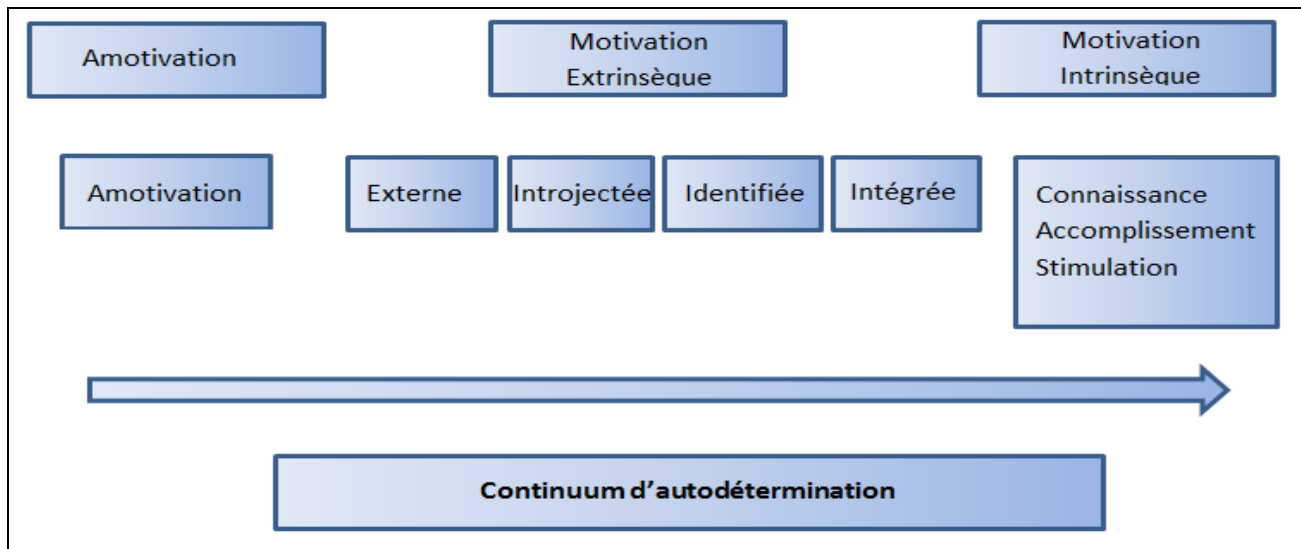 Amotivation
Motivation
Extrinsèque
Motivation
Intrinsèque
Amotivation
Externe
Introjectée
Identifiée
Intégrée
Connaissance
Accomplissement
Stimulation
Continuum d’autodétermination